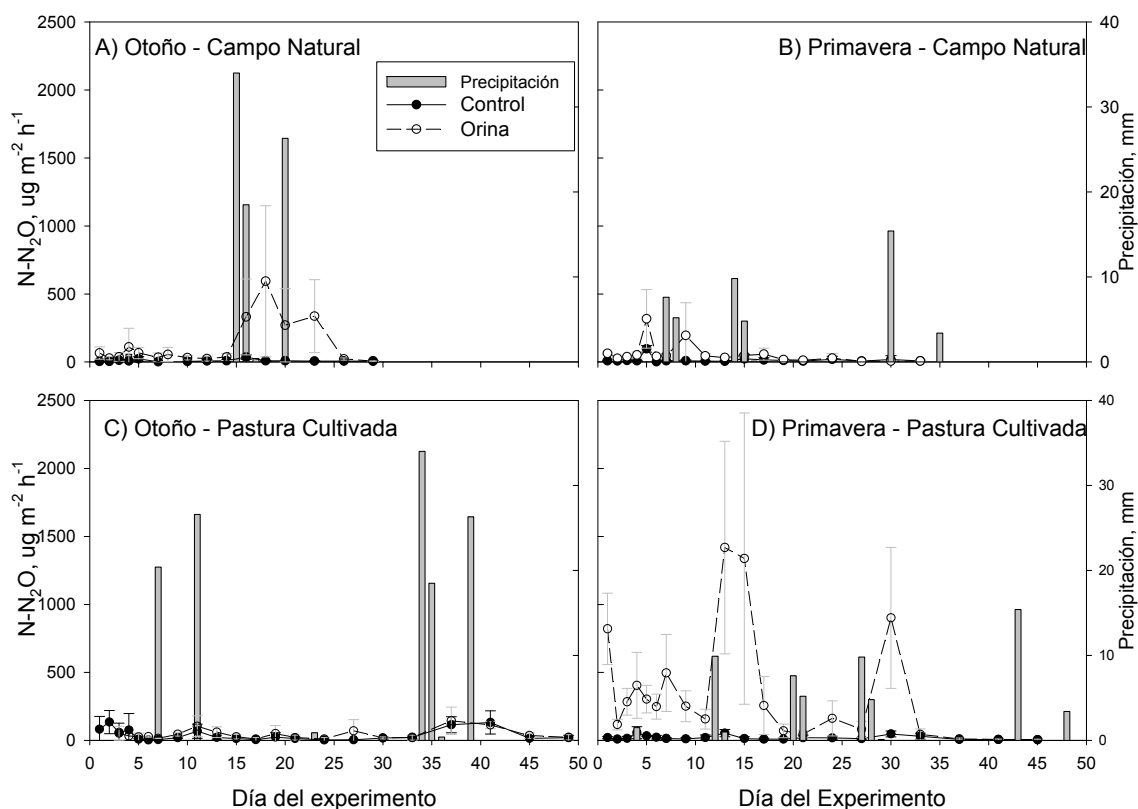 A) Otoño - Campo Natural
B) Primavera - Campo Natural
Precipitación
Control
Orina
2500
2000
1500
1000
500
0
N-N₂O, ug m⁻² h⁻¹
40
30
20
10
0
Precipitación, mm
C) Otoño - Pastura Cultivada
D) Primavera - Pastura Cultivada
2500
2000
1500
1000
500
0
N-N₂O, ug m⁻² h⁻¹
40
30
20
10
0
Precipitación, mm
0 5 10 15 20 25 30 35 40 45 50
0 5 10 15 20 25 30 35 40 45 50
Día del experimento
Día del Experimento